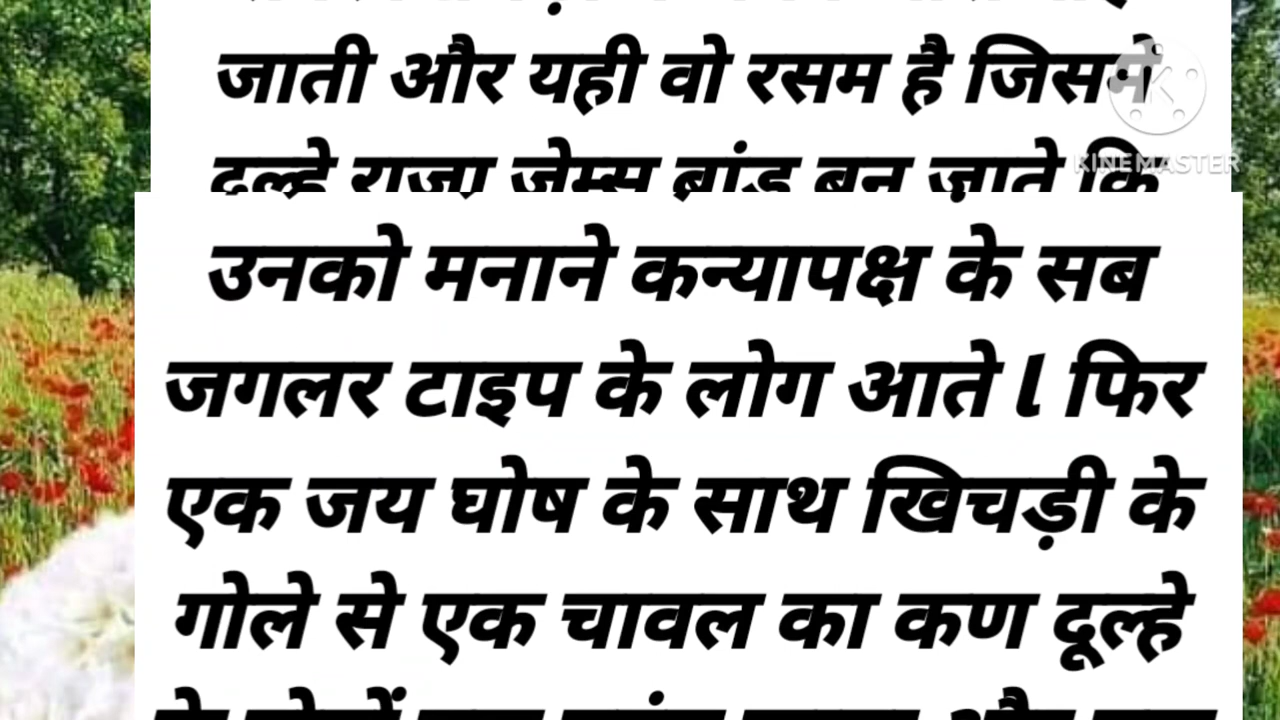 जाती और यही वो रसम है जिसमे
दूल्हे राजा जेम्स बांड बन जाते कि
उनको मनाने कन्यापक्ष के सब
जगलर टाइप के लोग आते l फिर
एक जय घोष के साथ खिचड़ी के
गोले से एक चावल का कण दूल्हे
KINEMASTER